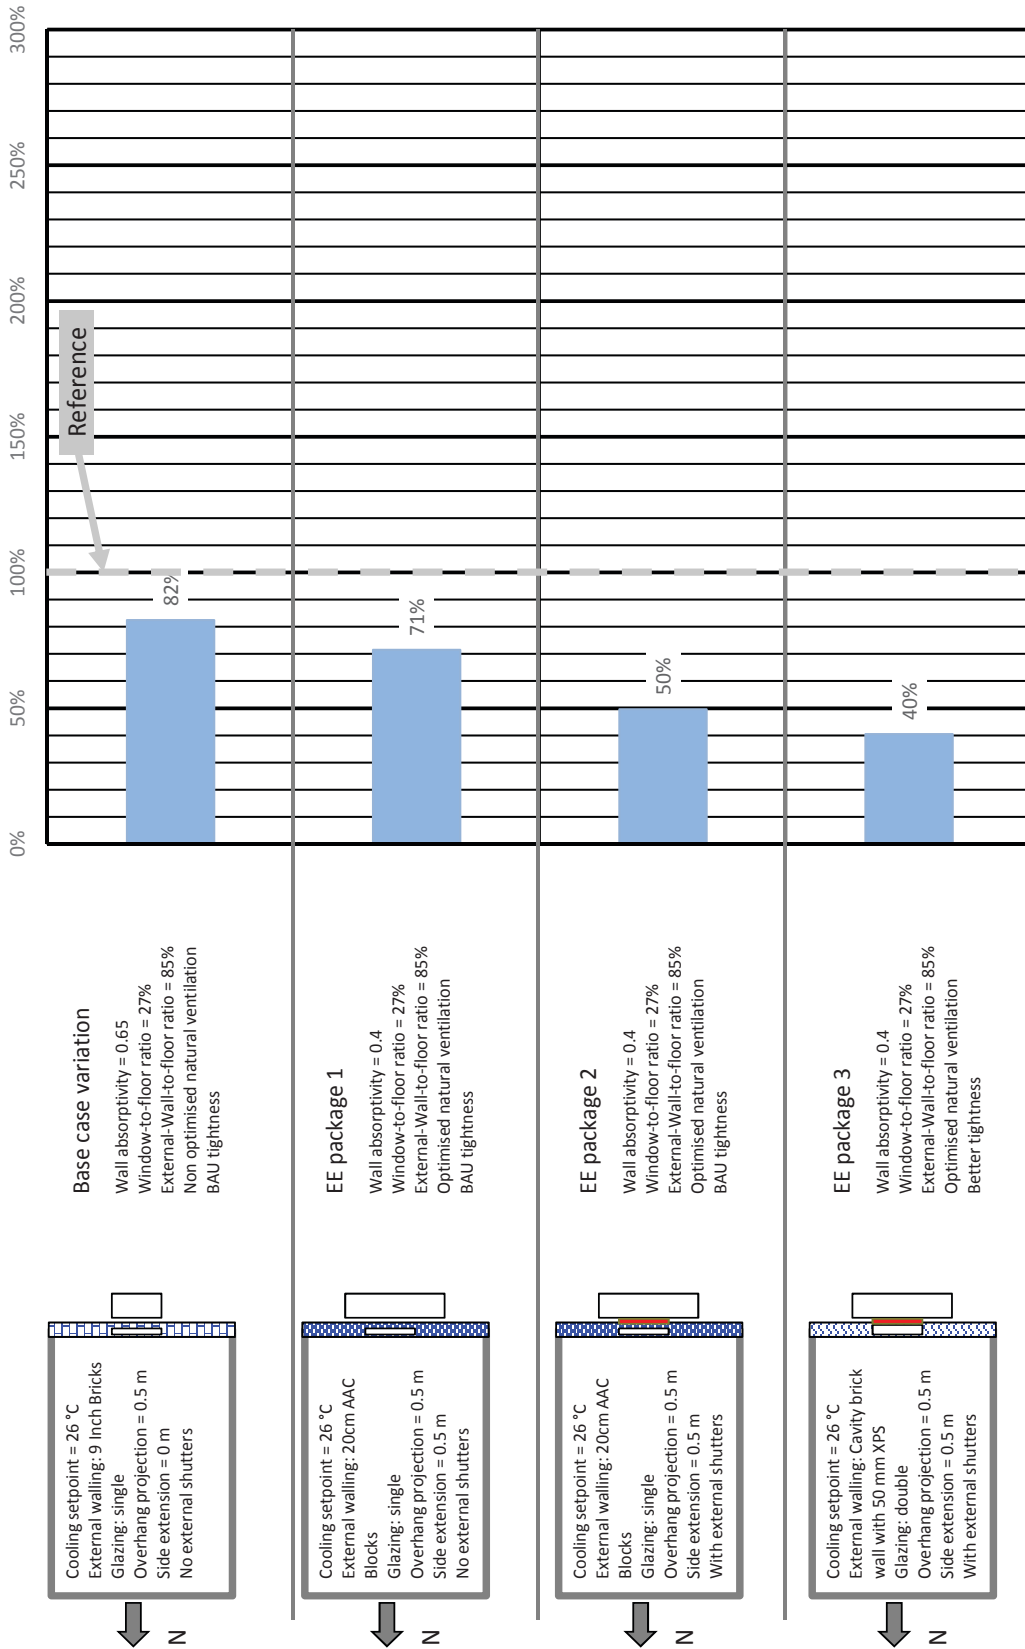 0%
50%
100%
150%
200%
250%
300%
Reference
Cooling setpoint = 26 °C
External walling: 9 Inch Bricks
Glazing: single
Overhang projection = 0.5 m
Side extension = 0 m
No external shutters
N
Base case variation
Wall absorptivity = 0.65
Window-to-floor ratio = 27%
External-Wall-to-floor ratio = 85%
Non optimised natural ventilation
BAU tightness
82%
Cooling setpoint = 26 °C
External walling: 20cm AAC
Blocks
Glazing: single
Overhang projection = 0.5 m
Side extension = 0.5 m
No external shutters
N
EE package 1
Wall absorptivity = 0.4
Window-to-floor ratio = 27%
External-Wall-to-floor ratio = 85%
Optimised natural ventilation
BAU tightness
71%
Cooling setpoint = 26 °C
External walling: 20cm AAC
Blocks
Glazing: single
Overhang projection = 0.5 m
Side extension = 0.5 m
With external shutters
N
EE package 2
Wall absorptivity = 0.4
Window-to-floor ratio = 27%
External-Wall-to-floor ratio = 85%
Optimised natural ventilation
BAU tightness
50%
Cooling setpoint = 26 °C
External walling: Cavity brick
wall with 50 mm XPS
Glazing: double
Overhang projection = 0.5 m
Side extension = 0.5 m
With external shutters
N
EE package 3
Wall absorptivity = 0.4
Window-to-floor ratio = 27%
External-Wall-to-floor ratio = 85%
Optimised natural ventilation
Better tightness
40%